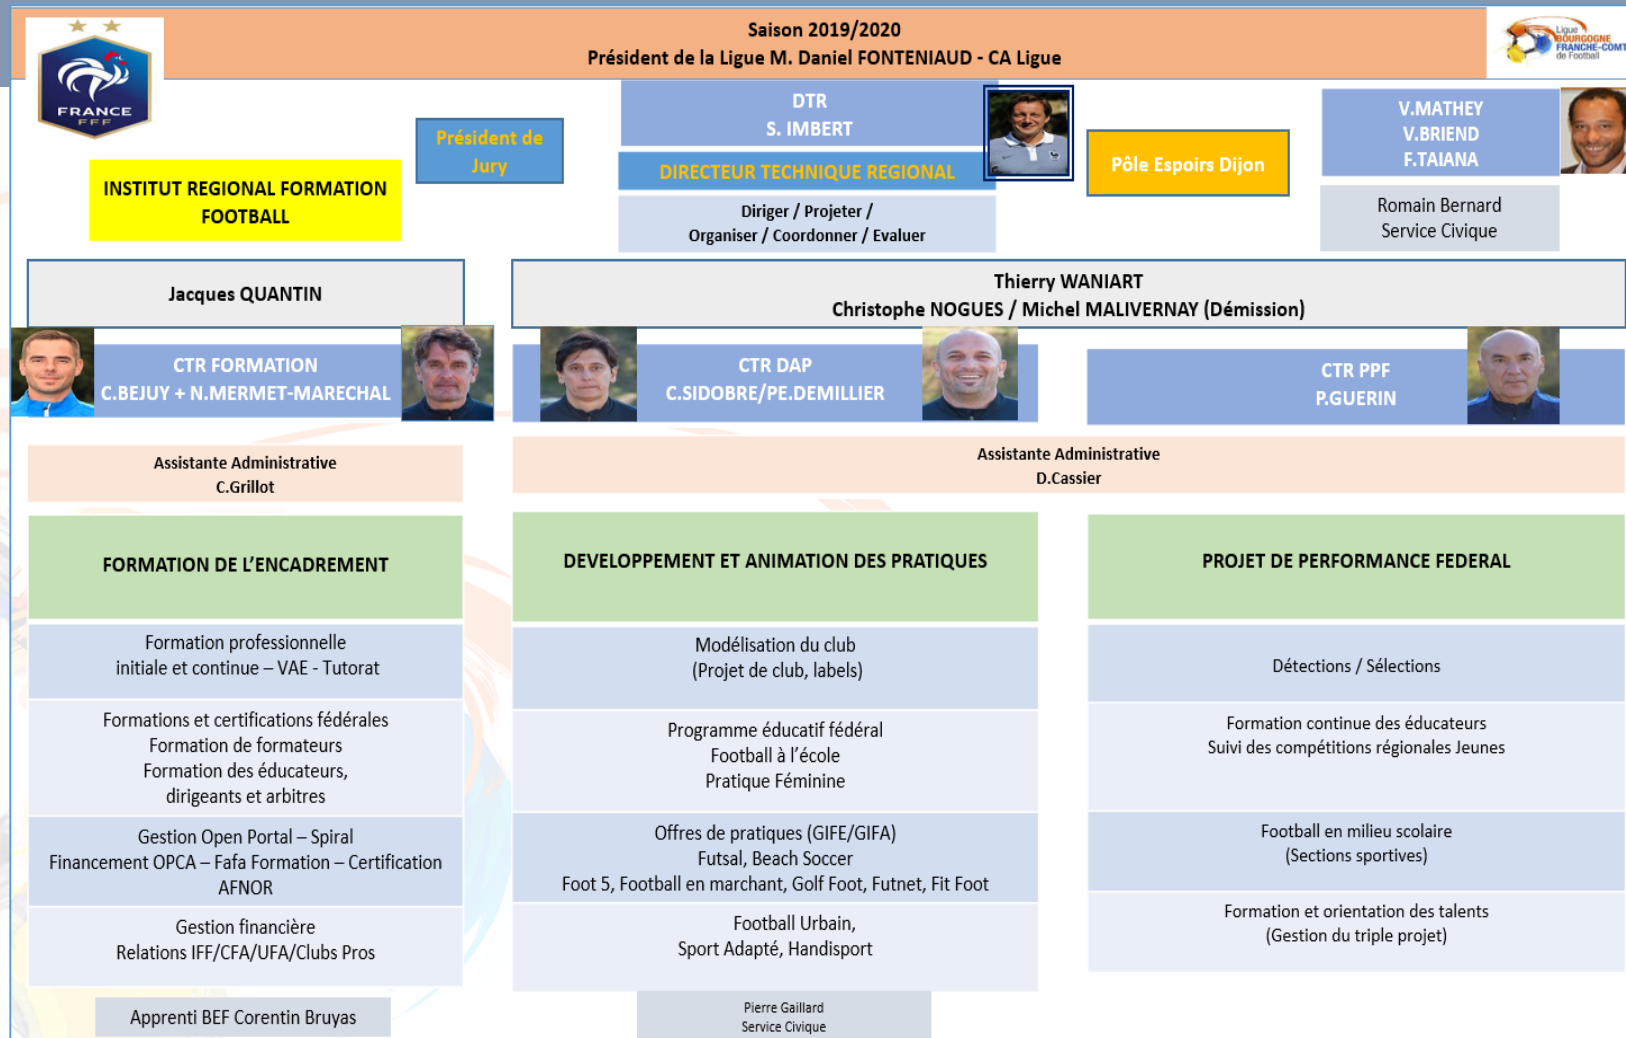 Saison 2019/2020
Président de la Ligue M. Daniel FONTENIAUD - CA Ligue
FRANCE
FFF
Ligue
BOURGOGNE
FRANCHE-COMT
de Football
Président de
Jury
INSTITUT REGIONAL FORMATION
FOOTBALL
DTR
S. IMBERT
DIRECTEUR TECHNIQUE REGIONAL
Diriger / Projeter /
Organiser / Coordonner / Evaluer
Pôle Espoirs Dijon
V.MATHEY
V.BRIEND
F.TAIANA
Romain Bernard
Service Civique
Jacques QUANTIN
Thierry WANIART
Christophe NOGUES / Michel MALIVERNAY (Démission)
CTR FORMATION
C.BEJUY + N.MERMET-MARECHAL
CTR DAP
C.SIDOBRE/PE.DEMILLIER
CTR PPF
P.GUERIN
Assistante Administrative
C.Grillot
Assistante Administrative
D.Cassier
FORMATION DE L'ENCADREMENT
Formation professionnelle
initiale et continue – VAE - Tutorat
Formations et certifications fédérales
Formation de formateurs
Formation des éducateurs,
dirigeants et arbitres
Gestion Open Portal – Spiral
Financement OPCA – Fafa Formation – Certification
AFNOR
Gestion financière
Relations IFF/CFA/UFA/Clubs Pros
Apprenti BEF Corentin Bruyas
DEVELOPPEMENT ET ANIMATION DES PRATIQUES
Modélisation du club
(Projet de club, labels)
Programme éducatif fédéral
Football à l'école
Pratique Féminine
Offres de pratiques (GIFE/GIFA)
Futsal, Beach Soccer
Foot 5, Football en marchant, Golf Foot, Futnet, Fit Foot
Football Urbain,
Sport Adapté, Handisport
Pierre Gaillard
Service Civique
PROJET DE PERFORMANCE FEDERAL
Détections / Sélections
Formation continue des éducateurs
Suivi des compétitions régionales Jeunes
Football en milieu scolaire
(Sections sportives)
Formation et orientation des talents
(Gestion du triple projet)